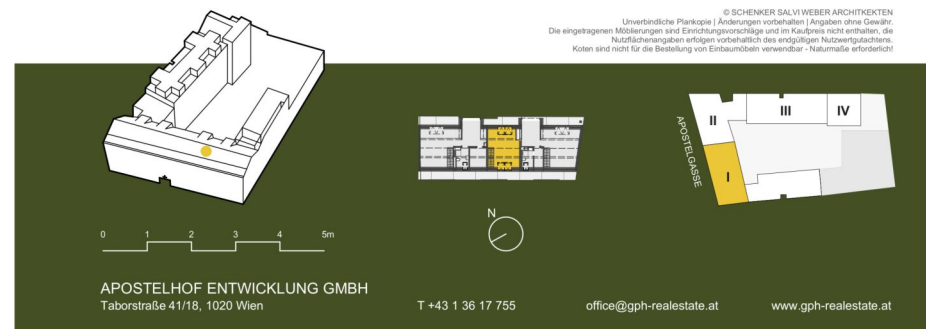 © SCHENKER SALVI WEBER ARCHITKEKTEN
Unverbindliche Plankopie | Änderungen vorbehalten | Angaben ohne Gewähr.
Die eingetragenen Möblierungen sind Einrichtungsvorschläge und im Kaufpreis nicht enthalten, die
Nutzflächenangaben erfolgen vorbehaltlich des endgültigen Nutzwertgutachtens.
Koten sind nicht für die Bestellung von Einbaumöbeln verwendbar - Naturmaße erforderlich!
II
III
IV
APOSTELGASSE
I
N
0 1 2 3 4 5m
APOSTELHOF ENTWICKLUNG GMBH
Taborstraße 41/18, 1020 Wien
T +43 1 36 17 755
office@gph-realestate.at
www.gph-realestate.at